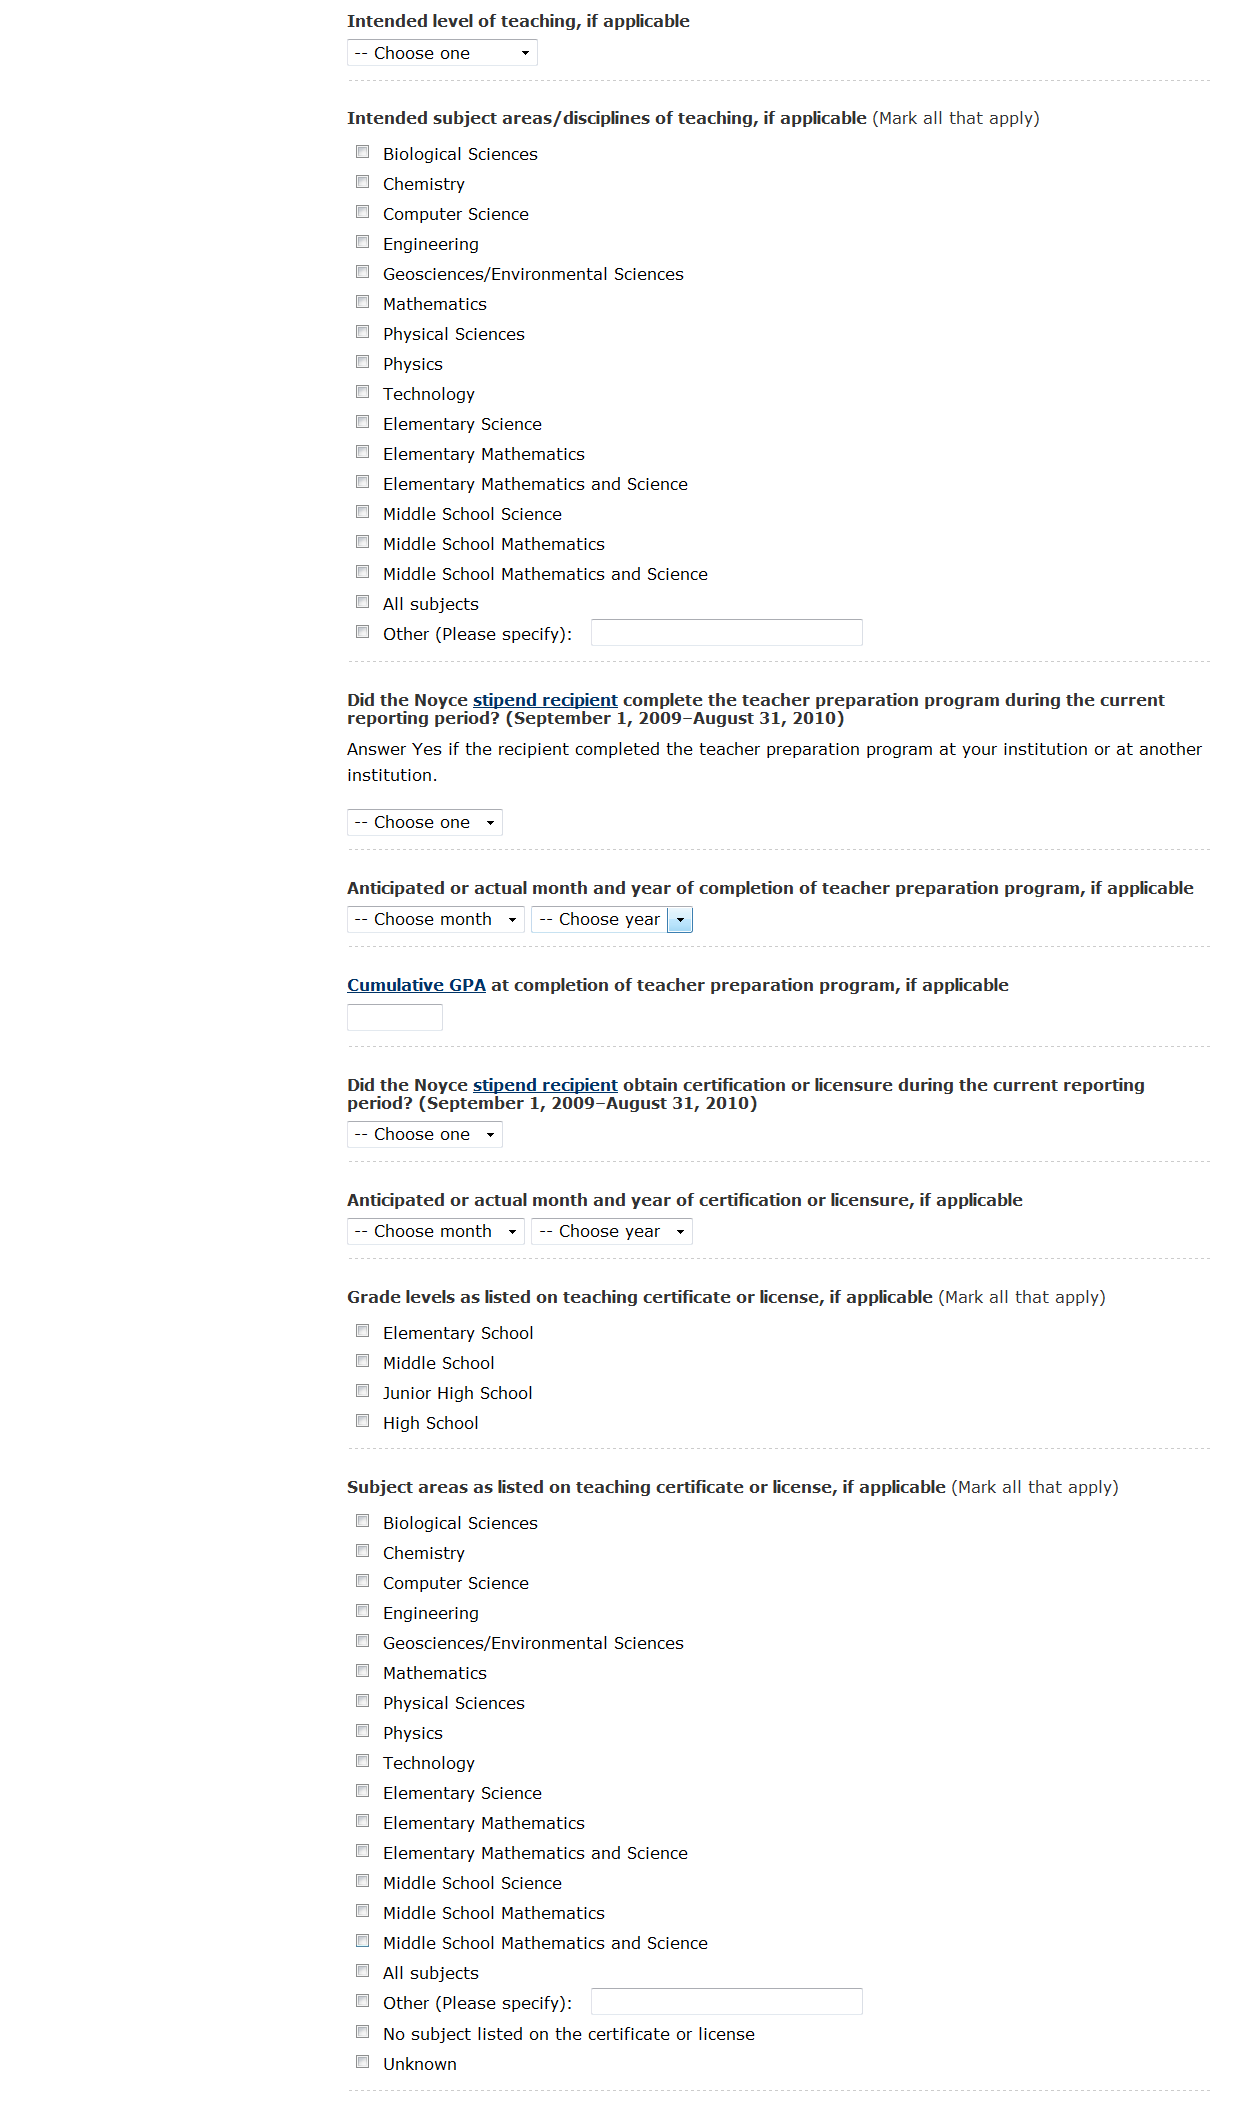 Intended level of teaching, if applicable
-- Choose one
Intended subject areas/disciplines of teaching, if applicable (Mark all that apply)
Biological Sciences
Chemistry
Computer Science
Engineering
Geosciences/Environmental Sciences
Mathematics
Physical Sciences
Physics
Technology
Elementary Science
Elementary Mathematics
Elementary Mathematics and Science
Middle School Science
Middle School Mathematics
Middle School Mathematics and Science
All subjects
Other (Please specify):
Did the Noyce stipend recipient complete the teacher preparation program during the current
reporting period? (September 1, 2009–August 31, 2010)
Answer Yes if the recipient completed the teacher preparation program at your institution or at another
institution.
-- Choose one
Anticipated or actual month and year of completion of teacher preparation program, if applicable
-- Choose month -- Choose year
Cumulative GPA at completion of teacher preparation program, if applicable
Did the Noyce stipend recipient obtain certification or licensure during the current reporting
period? (September 1, 2009–August 31, 2010)
-- Choose one
Anticipated or actual month and year of certification or licensure, if applicable
-- Choose month -- Choose year
Grade levels as listed on teaching certificate or license, if applicable (Mark all that apply)
Elementary School
Middle School
Junior High School
High School
Subject areas as listed on teaching certificate or license, if applicable (Mark all that apply)
Biological Sciences
Chemistry
Computer Science
Engineering
Geosciences/Environmental Sciences
Mathematics
Physical Sciences
Physics
Technology
Elementary Science
Elementary Mathematics
Elementary Mathematics and Science
Middle School Science
Middle School Mathematics
Middle School Mathematics and Science
All subjects
Other (Please specify):
No subject listed on the certificate or license
Unknown